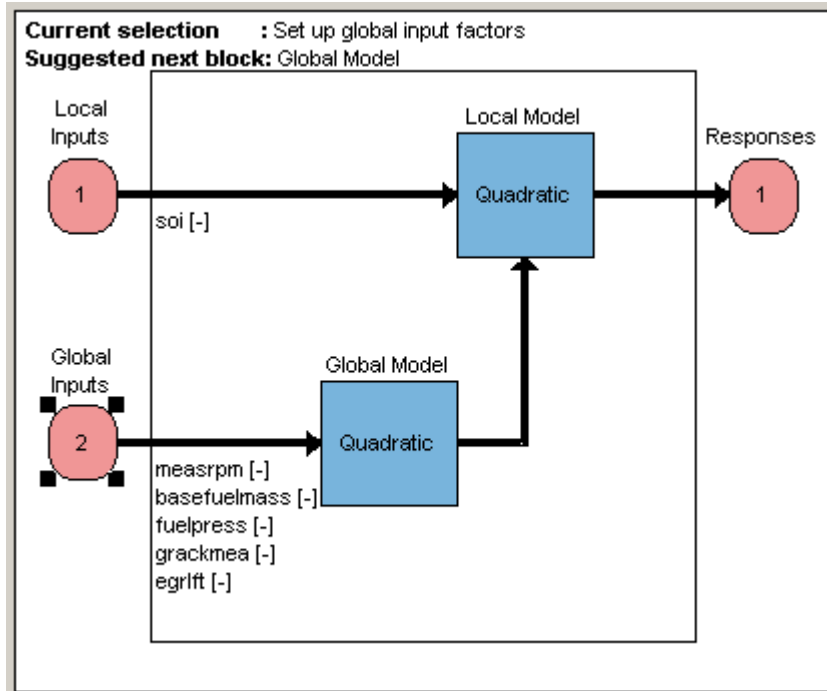 Current selection : Set up global input factors
Suggested next block: Global Model
Local
Inputs
1
soi [-]
Local Model
Quadratic
Responses
1
Global
Inputs
2
Global Model
Quadratic
measrpm [-]
basefuelmass [-]
fuelpress [-]
grackmea [-]
egrlft [-]